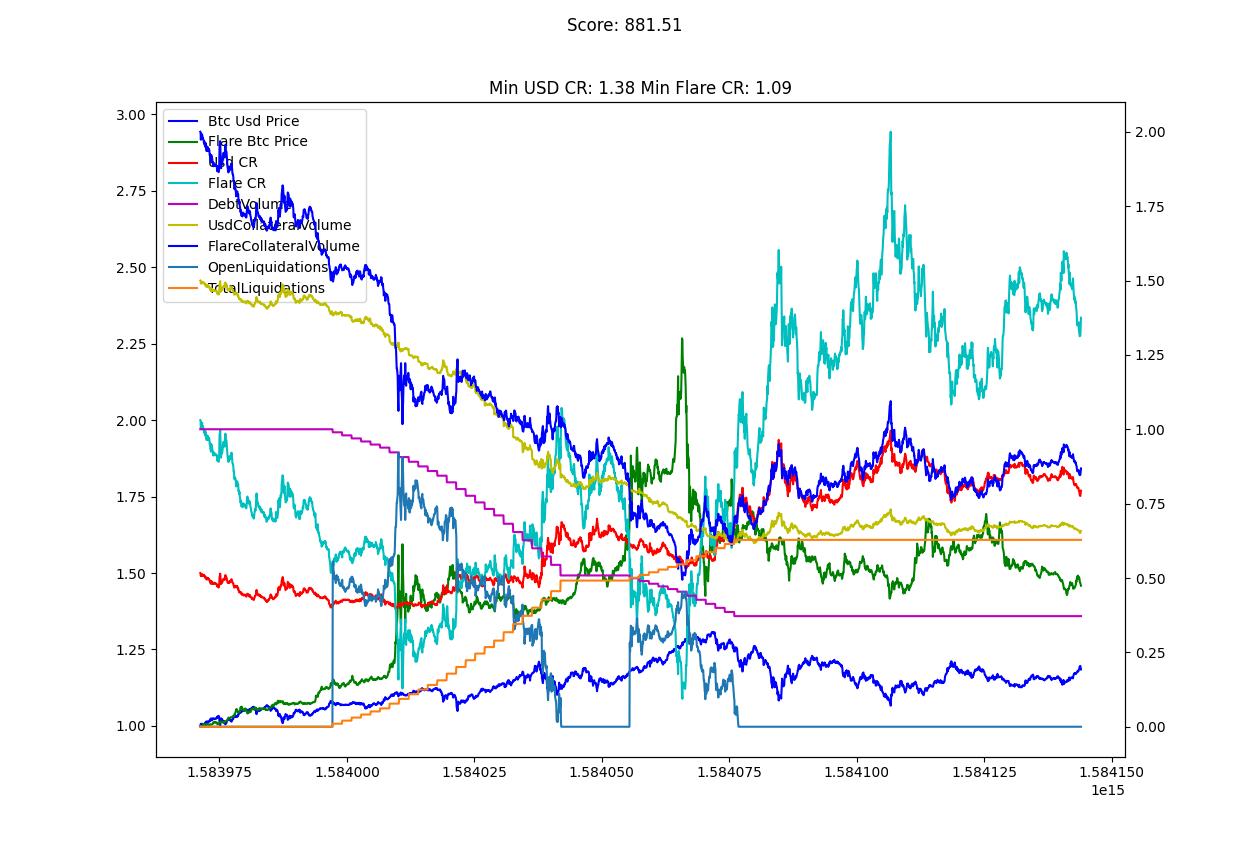 Score: 881.51
Min USD CR: 1.38 Min Flare CR: 1.09
Btc Usd Price
Flare Btc Price
Usd CR
Flare CR
DebtVolume
UsdCollateralVolume
FlareCollateralVolume
OpenLiquidations
TotalLiquidations
3.00
2.75
2.50
2.25
2.00
1.75
1.50
1.25
1.00
2.00
1.75
1.50
1.25
1.00
0.75
0.50
0.25
0.00
1.583975 1.584000 1.584025 1.584050 1.584075 1.584100 1.584125 1.584150
1e15